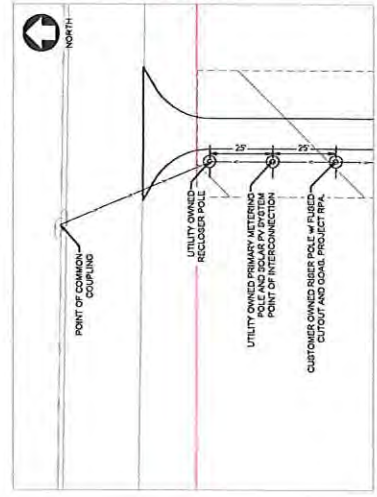 NORTH
POINT OF COMMON
COUPLING
UTILITY OWNED
RECLOSER POLE
25'
25'
UTILITY OWNED PRIMARY METERING
POLE AND SOLAR PV SYSTEM
POINT OF INTERCONNECTION
CUSTOMER OWNED RISER POLE w/ FUSED
CUTOUT AND GOAB, PROJECT RPA.